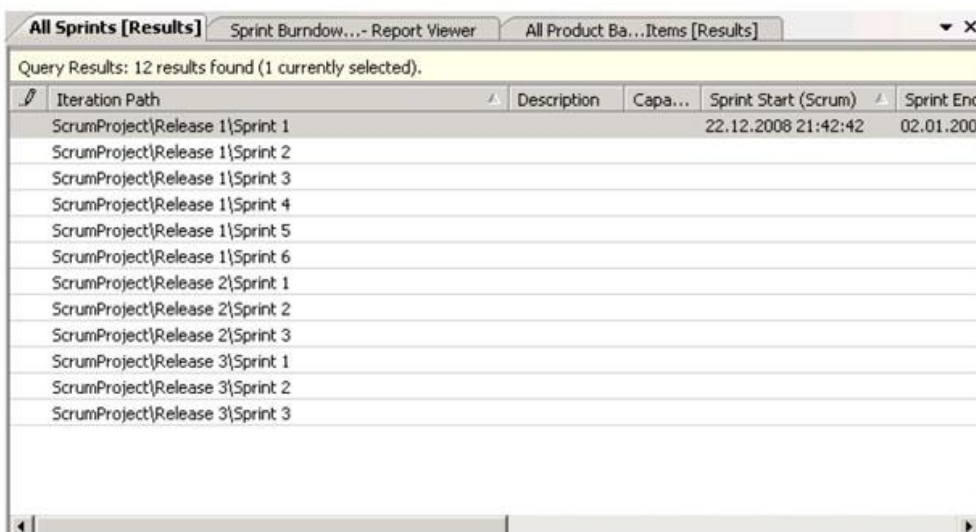 All Sprints [Results] Sprint Burndow...- Report Viewer All Product Ba...Items [Results]
Query Results: 12 results found (1 currently selected).
Iteration Path Description Capa... Sprint Start (Scrum) Sprint End
ScrumProject\Release 1\Sprint 1 22.12.2008 21:42:42 02.01.200
ScrumProject\Release 1\Sprint 2
ScrumProject\Release 1\Sprint 3
ScrumProject\Release 1\Sprint 4
ScrumProject\Release 1\Sprint 5
ScrumProject\Release 1\Sprint 6
ScrumProject\Release 2\Sprint 1
ScrumProject\Release 2\Sprint 2
ScrumProject\Release 2\Sprint 3
ScrumProject\Release 3\Sprint 1
ScrumProject\Release 3\Sprint 2
ScrumProject\Release 3\Sprint 3